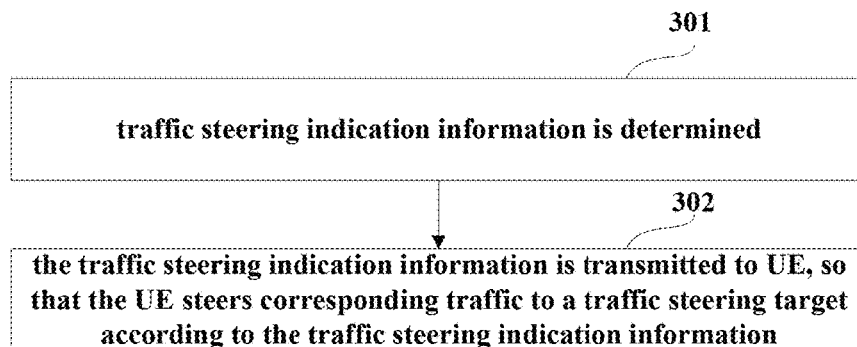 301
traffic steering indication information is determined
302
the traffic steering indication information is transmitted to UE, so
that the UE steers corresponding traffic to a traffic steering target
according to the traffic steering indication information